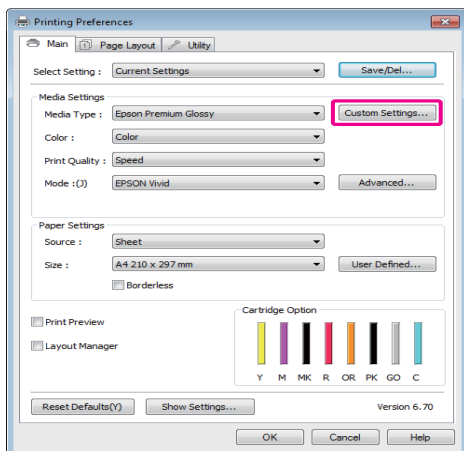 Printing Preferences
Main Page Layout Utility
Select Setting : Current Settings Save/Del...
Media Settings
Media Type : Epson Premium Glossy Custom Settings...
Color : Color
Print Quality : Speed
Mode :(J) EPSON Vivid Advanced...
Paper Settings
Source : Sheet
Size : A4 210 x 297 mm User Defined...
Borderless
Cartridge Option
Print Preview
Layout Manager
Y M MK R OR PK GO C
Reset Defaults(Y) Show Settings... Version 6.70
OK Cancel Help